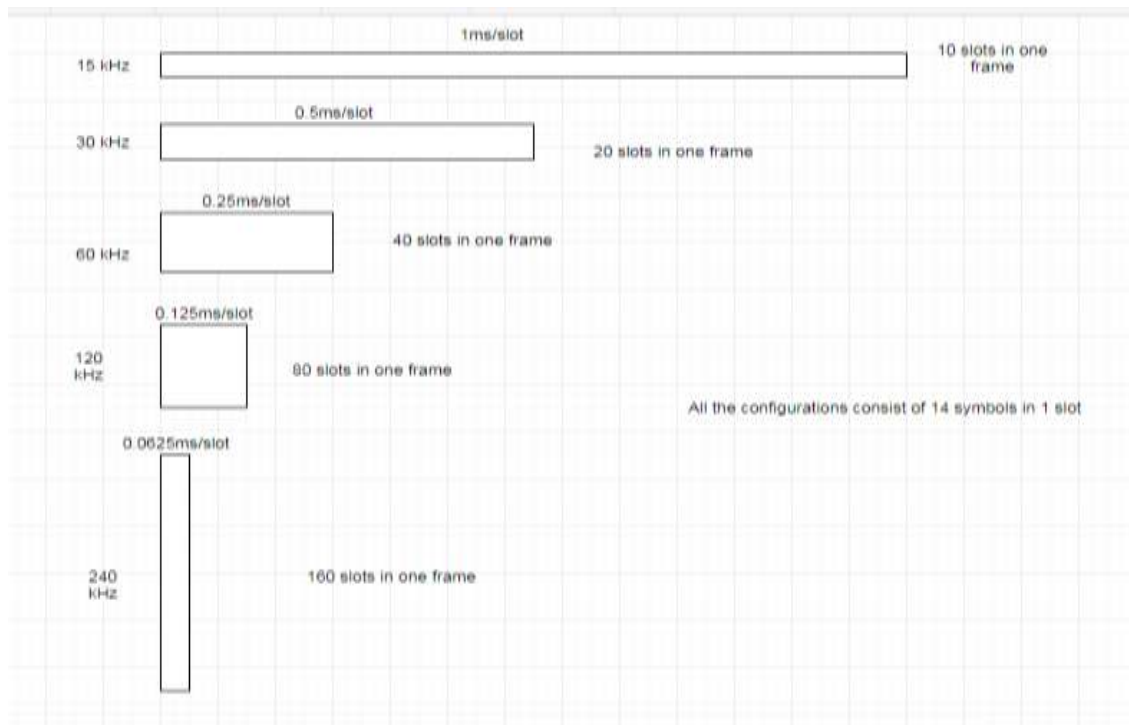 1ms/slot
15 kHz
10 slots in one
frame
0.5ms/slot
30 kHz
20 slots in one frame
0.25ms/slot
60 kHz
40 slots in one frame
0.125ms/slot
120
kHz
80 slots in one frame
All the configurations consist of 14 symbols in 1 slot
0.0625ms/slot
240
kHz
160 slots in one frame